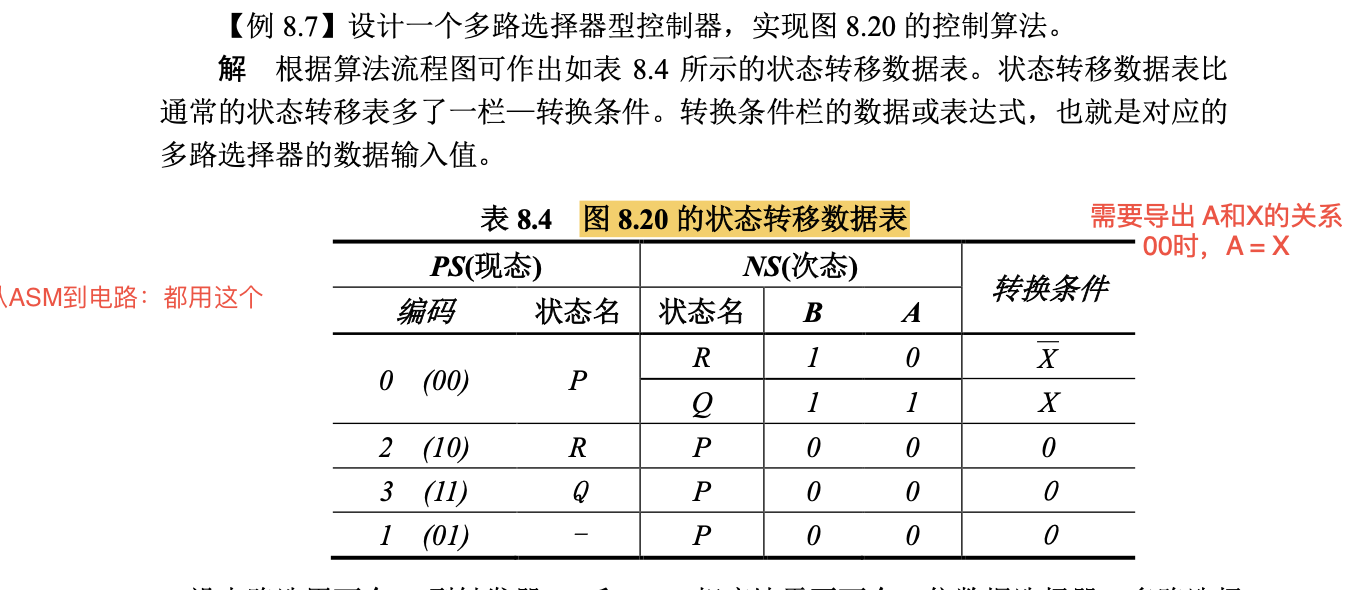 【例 8.7】设计一个多路选择器型控制器，实现图 8.20 的控制算法。
解 根据算法流程图可作出如表 8.4 所示的状态转移数据表。状态转移数据表比
通常的状态转移表多了一栏—转换条件。转换条件栏的数据或表达式，也就是对应的
多路选择器的数据输入值。
表 8.4 图 8.20 的状态转移数据表
需要导出 A和X的关系
00时，A = X
从ASM到电路：都用这个
PS(现态) NS(次态) 转换条件
编码 状态名 状态名 B A
0 (00) P R 1 0 X̅
Q 1 1 X
2 (10) R P 0 0 0
3 (11) Q P 0 0 0
1 (01) － P 0 0 0